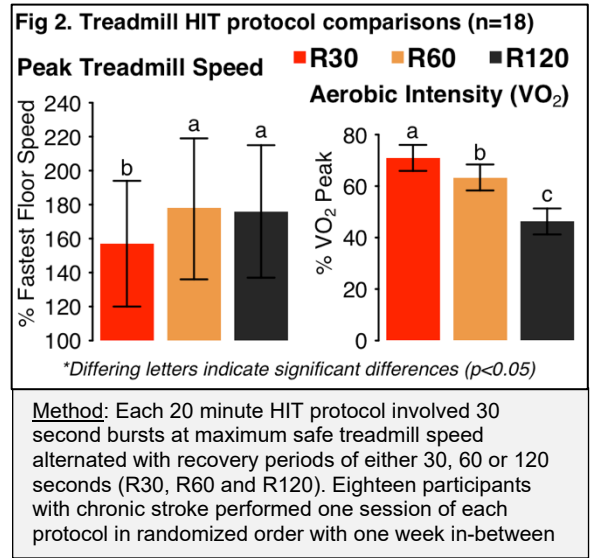 Fig 2. Treadmill HIT protocol comparisons (n=18)
R30 R60 R120
Peak Treadmill Speed
% Fastest Floor Speed
240
220
200
180
160
140
120
100
b
a
a
Aerobic Intensity (VO₂)
% VO₂ Peak
80
60
40
20
0
a
b
c
*Differing letters indicate significant differences (p<0.05)
Method: Each 20 minute HIT protocol involved 30
second bursts at maximum safe treadmill speed
alternated with recovery periods of either 30, 60 or 120
seconds (R30, R60 and R120). Eighteen participants
with chronic stroke performed one session of each
protocol in randomized order with one week in-between